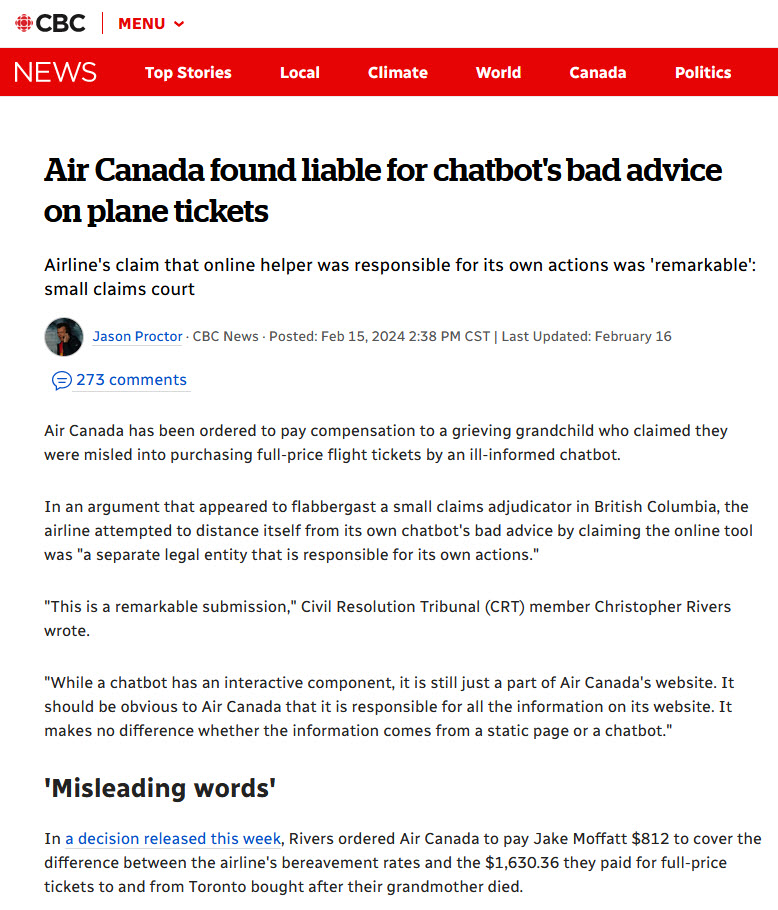 CBC MENU
NEWS Top Stories Local Climate World Canada Politics
Air Canada found liable for chatbot's bad advice
on plane tickets
Airline's claim that online helper was responsible for its own actions was 'remarkable':
small claims court
Jason Proctor · CBC News · Posted: Feb 15, 2024 2:38 PM CST | Last Updated: February 16
273 comments
Air Canada has been ordered to pay compensation to a grieving grandchild who claimed they
were misled into purchasing full-price flight tickets by an ill-informed chatbot.
In an argument that appeared to flabbergast a small claims adjudicator in British Columbia, the
airline attempted to distance itself from its own chatbot's bad advice by claiming the online tool
was "a separate legal entity that is responsible for its own actions."
"This is a remarkable submission," Civil Resolution Tribunal (CRT) member Christopher Rivers
wrote.
"While a chatbot has an interactive component, it is still just a part of Air Canada's website. It
should be obvious to Air Canada that it is responsible for all the information on its website. It
makes no difference whether the information comes from a static page or a chatbot."
'Misleading words'
In a decision released this week, Rivers ordered Air Canada to pay Jake Moffatt $812 to cover the
difference between the airline's bereavement rates and the $1,630.36 they paid for full-price
tickets to and from Toronto bought after their grandmother died.